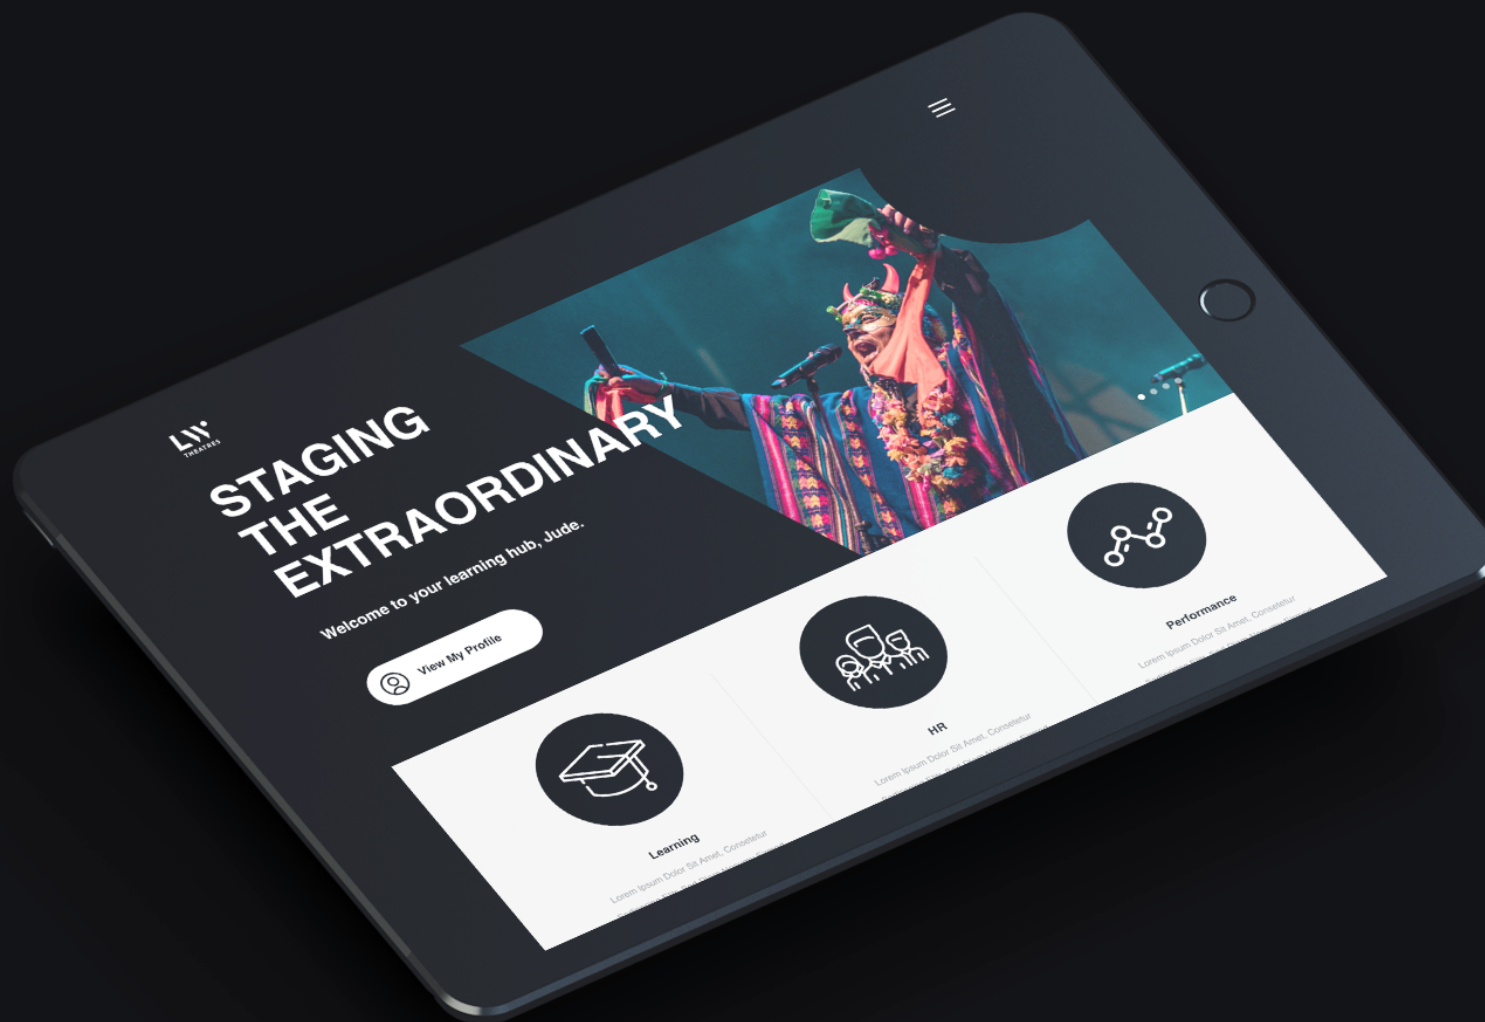 LW
THEATRES
STAGING
THE
EXTRAORDINARY
Welcome to your learning hub, Jude.
View My Profile
Learning
Lorem Ipsum Dolor Sit Amet, Consetetur
HR
Lorem Ipsum Dolor Sit Amet, Consetetur
Performance
Lorem Ipsum Dolor Sit Amet, Consetetur